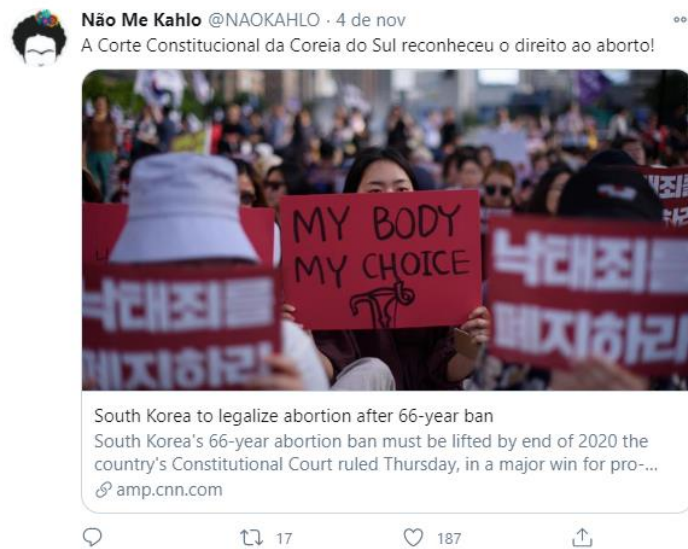 Não Me Kahlo @NAOKAHLO · 4 de nov
A Corte Constitucional da Coreia do Sul reconheceu o direito ao aborto!
MY BODY
MY CHOICE
낙태죄를
폐지하라
낙태죄를
폐지하라
South Korea to legalize abortion after 66-year ban
South Korea's 66-year abortion ban must be lifted by end of 2020 the
country's Constitutional Court ruled Thursday, in a major win for pro-...
amp.cnn.com
17
187